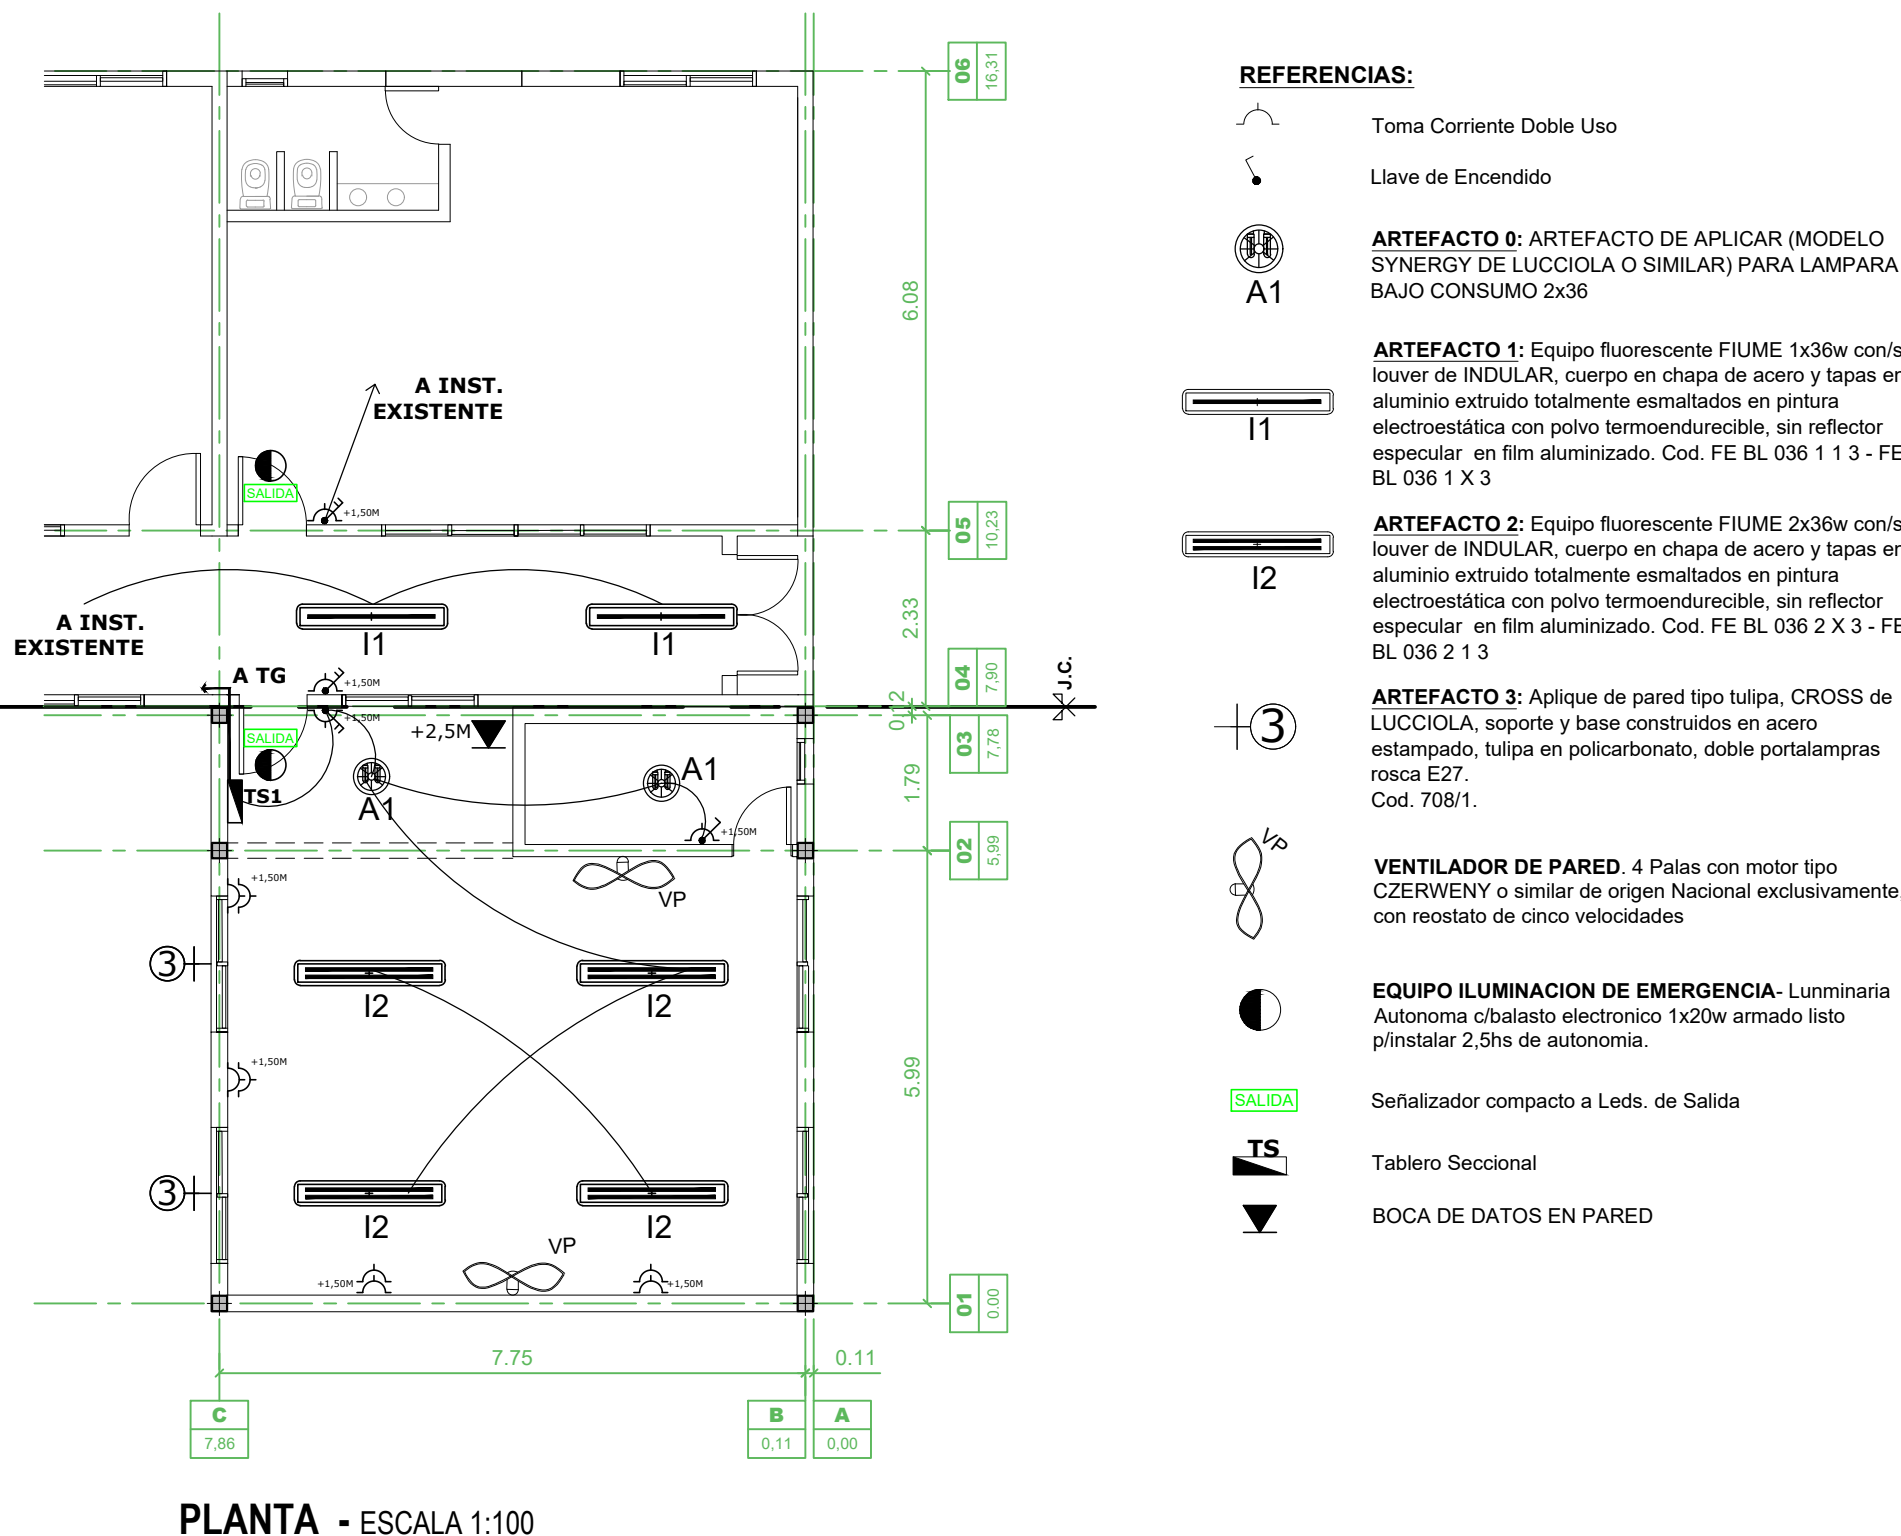 06
16,31
A INST.
EXISTENTE
6.08
SALIDA
+1,50M
05
10,23
A INST.
EXISTENTE
I1
I1
2.33
A TG
+1,50M
04
7,90
J.C.
0.12
+1,50M
+2,5M
SALIDA
03
7,78
TS1
A1
A1
1.79
+1,50M
02
5,99
+1,50M
VP
3
I2
I2
+1,50M
5.99
3
I2
I2
VP
+1,50M
+1,50M
01
0.00
7.75
0.11
C
7,86
B
0,11
A
0,00
PLANTA - ESCALA 1:100
REFERENCIAS:
Toma Corriente Doble Uso
Llave de Encendido
A1
ARTEFACTO 0: ARTEFACTO DE APLICAR (MODELO
SYNERGY DE LUCCIOLA O SIMILAR) PARA LAMPARA
BAJO CONSUMO 2x36
I1
ARTEFACTO 1: Equipo fluorescente FIUME 1x36w con/s
louver de INDULAR, cuerpo en chapa de acero y tapas en
aluminio extruido totalmente esmaltados en pintura
electroestática con polvo termoendurecible, sin reflector
especular en film aluminizado. Cod. FE BL 036 1 1 3 - FE
BL 036 1 X 3
I2
ARTEFACTO 2: Equipo fluorescente FIUME 2x36w con/s
louver de INDULAR, cuerpo en chapa de acero y tapas en
aluminio extruido totalmente esmaltados en pintura
electroestática con polvo termoendurecible, sin reflector
especular en film aluminizado. Cod. FE BL 036 2 X 3 - FE
BL 036 2 1 3
3
ARTEFACTO 3: Aplique de pared tipo tulipa, CROSS de
LUCCIOLA, soporte y base construidos en acero
estampado, tulipa en policarbonato, doble portalampras
rosca E27.
Cod. 708/1.
VP
VENTILADOR DE PARED. 4 Palas con motor tipo
CZERWENY o similar de origen Nacional exclusivamente,
con reostato de cinco velocidades
EQUIPO ILUMINACION DE EMERGENCIA- Lunminaria
Autonoma c/balasto electronico 1x20w armado listo
p/instalar 2,5hs de autonomia.
SALIDA
Señalizador compacto a Leds. de Salida
TS
Tablero Seccional
BOCA DE DATOS EN PARED